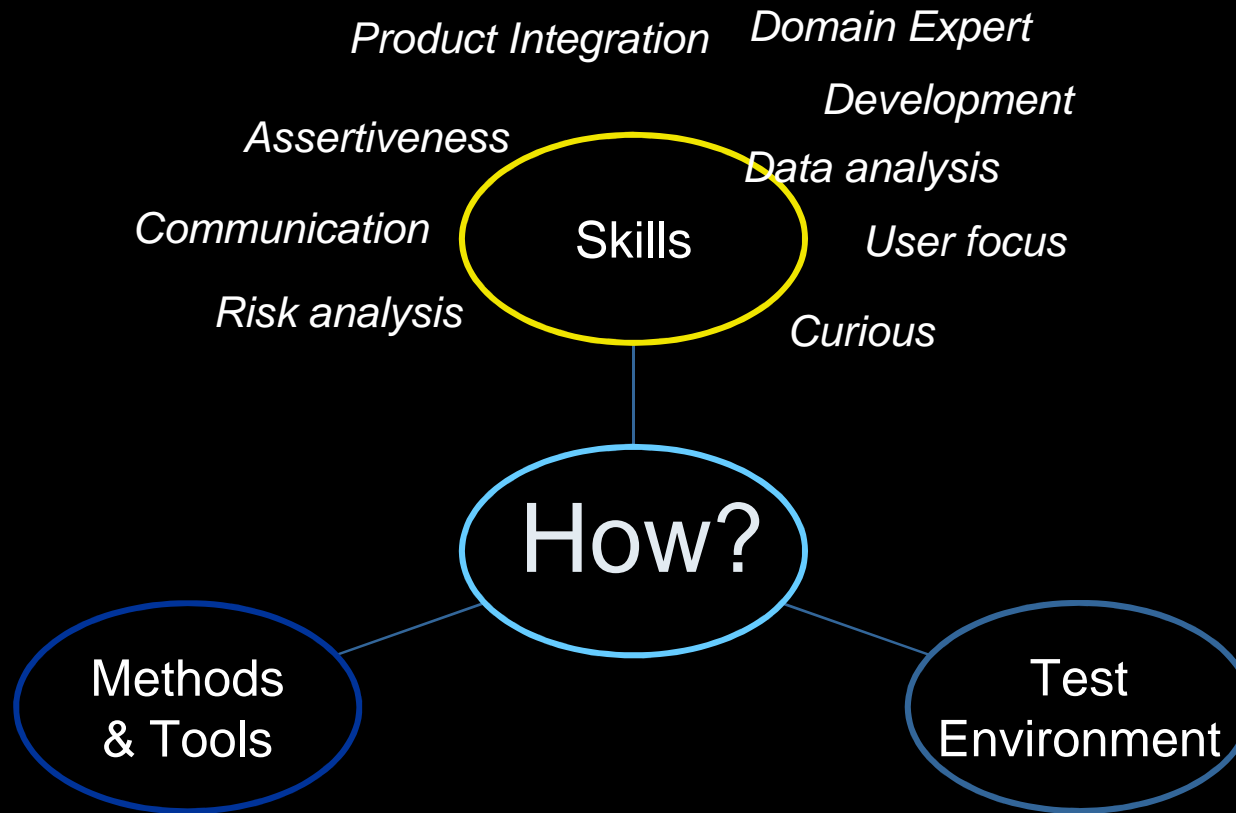 Product Integration
Domain Expert
Development
Assertiveness
Data analysis
Communication
Skills
User focus
Risk analysis
Curious
How?
Methods
& Tools
Test
Environment